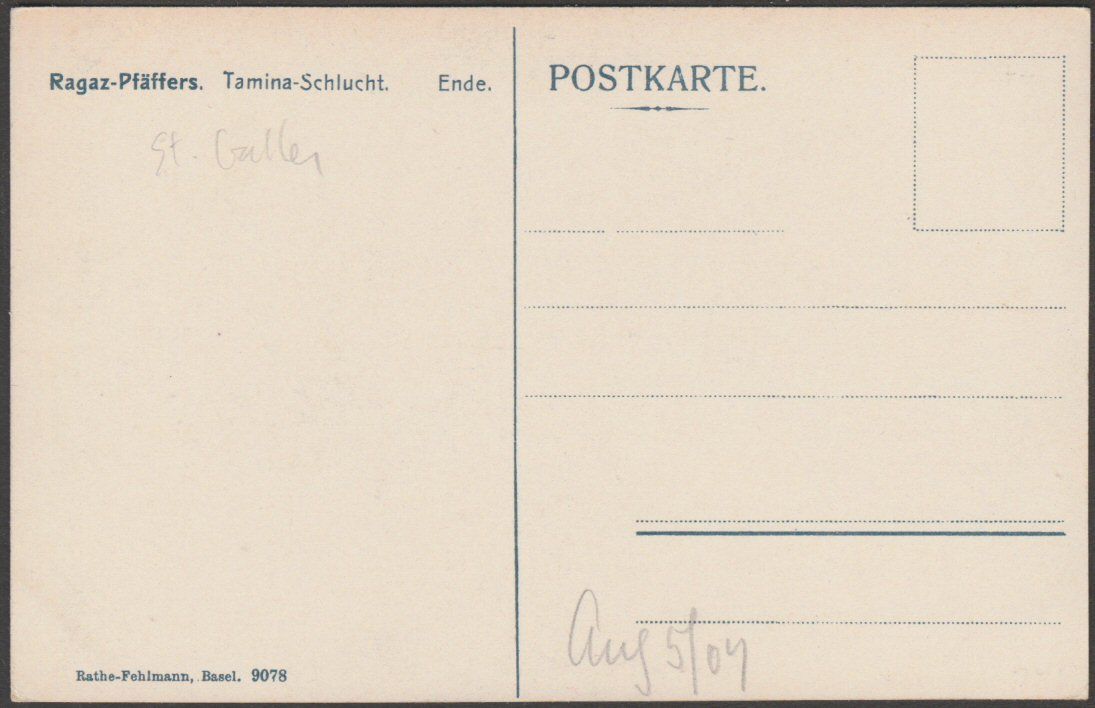 Ragaz-Pfäffers. Tamina-Schlucht. Ende.
St. Gallen
Rathe-Fehlmann, Basel. 9078
POSTKARTE.
Aug 5/07